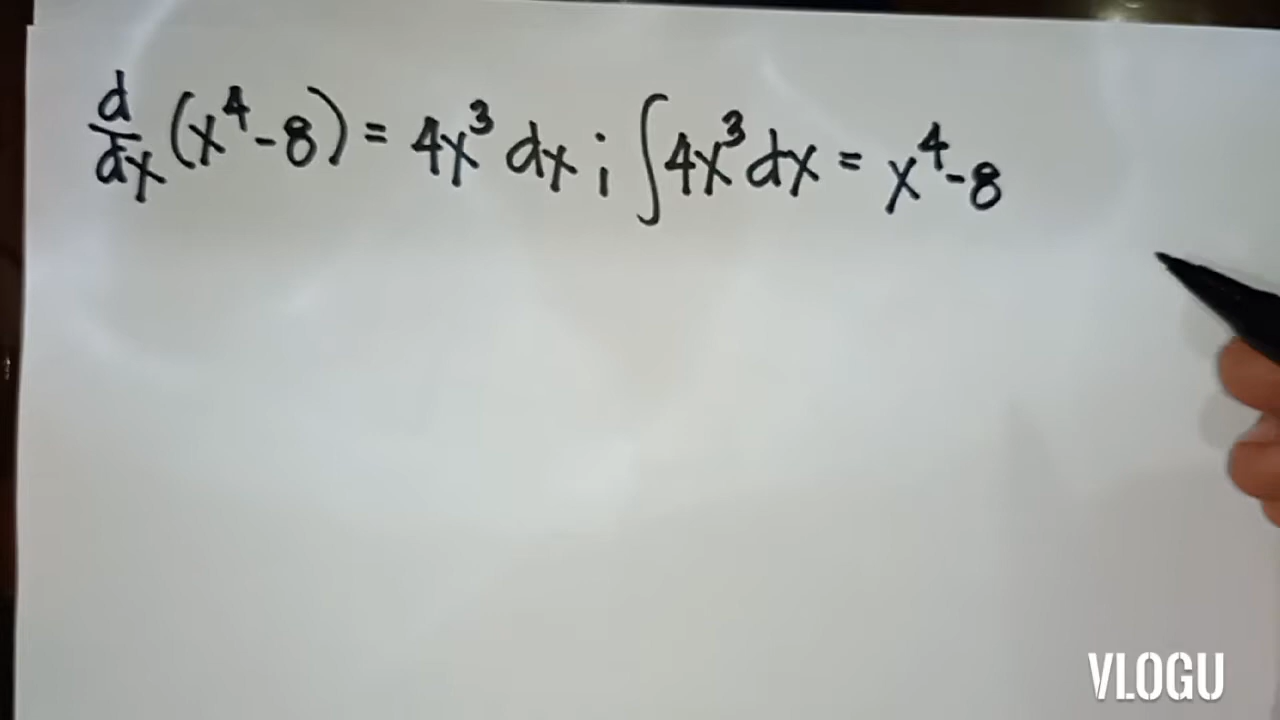 d/dx (x⁴-8) = 4x³ dx ; ∫4x³dx = x⁴-8
VLOGU